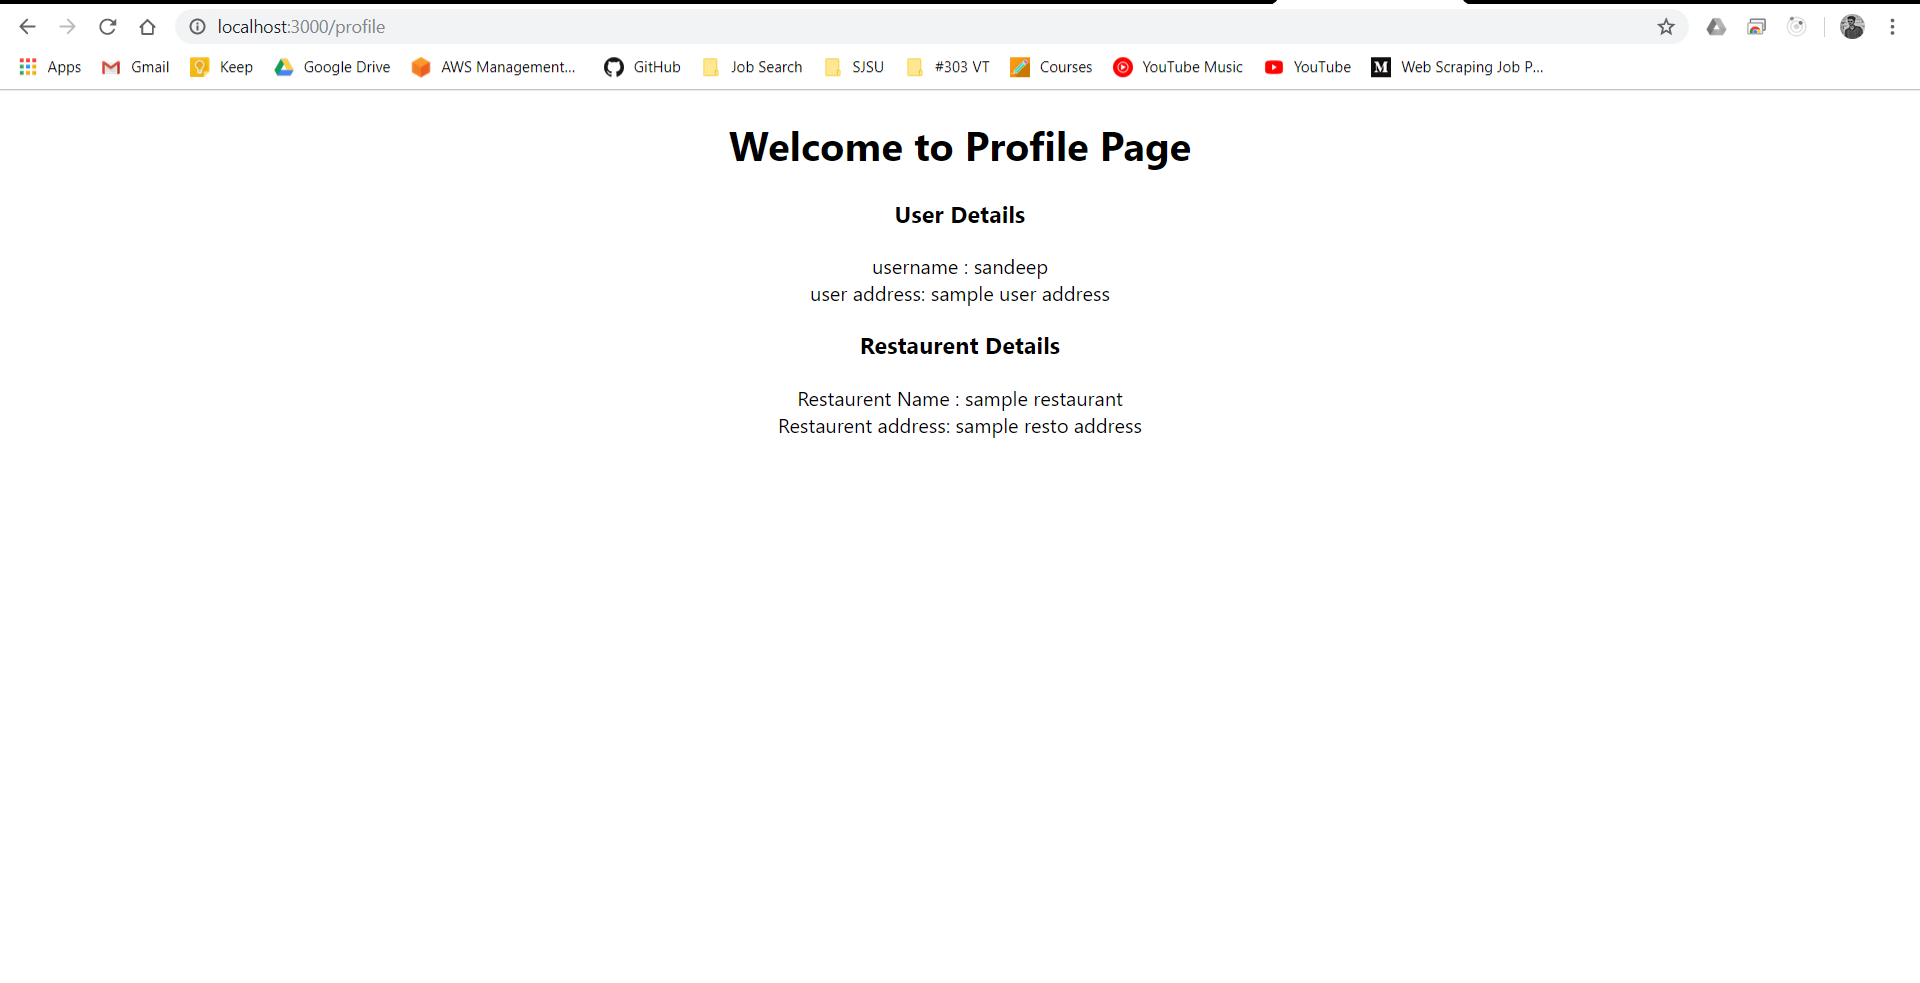 localhost:3000/profile
Apps Gmail Keep Google Drive AWS Management... GitHub Job Search SJSU #303 VT Courses YouTube Music YouTube M Web Scraping Job P...
Welcome to Profile Page
User Details
username : sandeep
user address: sample user address
Restaurent Details
Restaurent Name : sample restaurant
Restaurent address: sample resto address